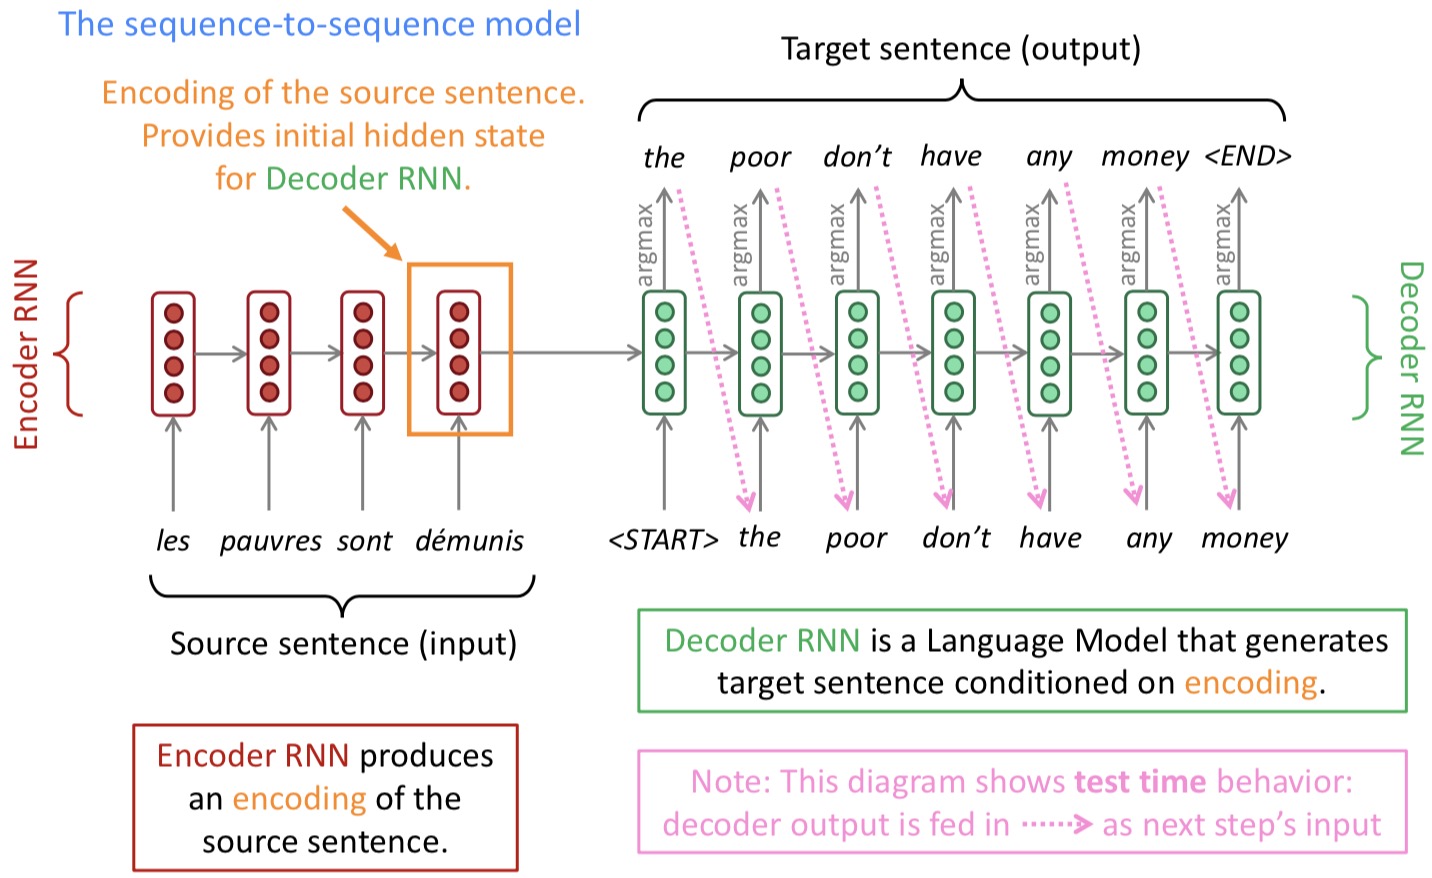 The sequence-to-sequence model
Target sentence (output)
Encoding of the source sentence.
Provides initial hidden state
for Decoder RNN.
the poor don't have any money <END>
argmax argmax argmax argmax argmax argmax argmax
Encoder RNN
Decoder RNN
les pauvres sont démunis
<START> the poor don't have any money
Source sentence (input)
Decoder RNN is a Language Model that generates
target sentence conditioned on encoding.
Encoder RNN produces
an encoding of the
source sentence.
Note: This diagram shows test time behavior:
decoder output is fed in as next step's input